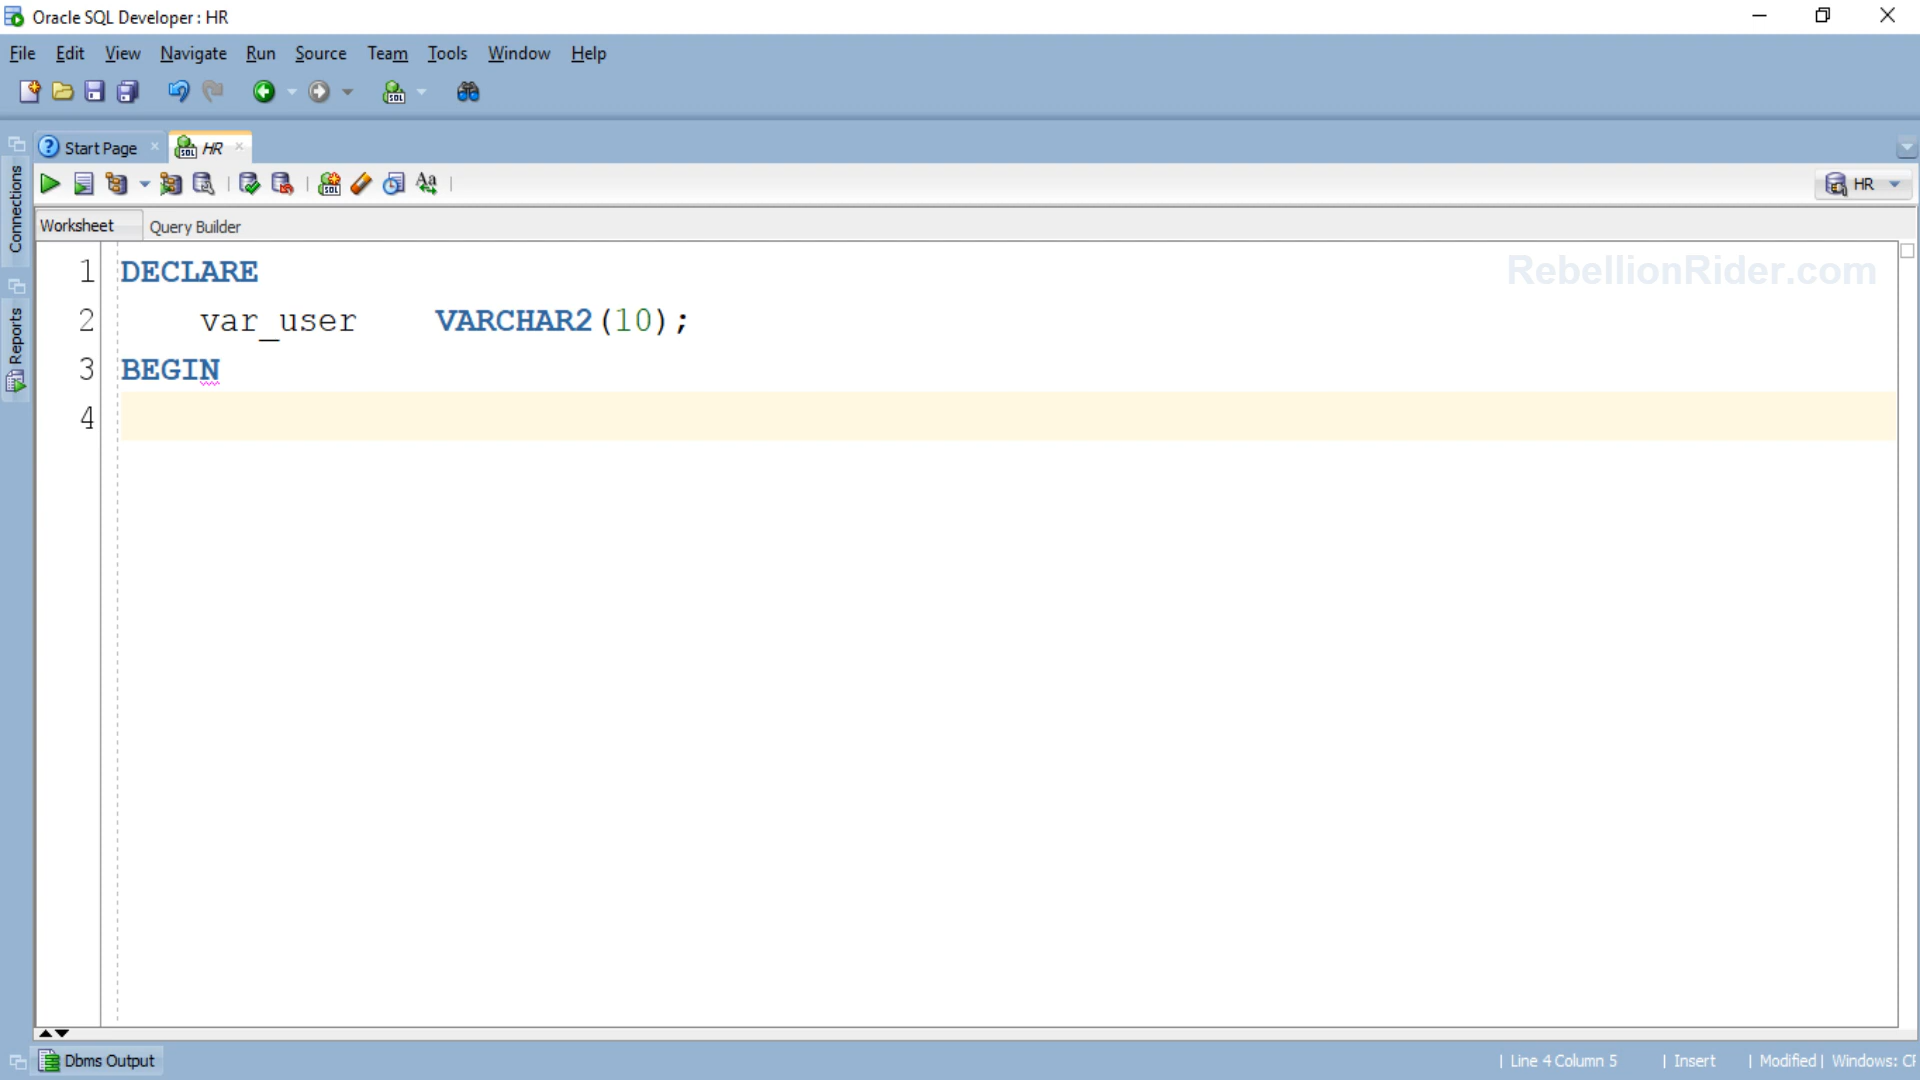 Oracle SQL Developer : HR
File Edit View Navigate Run Source Team Tools Window Help
Start Page
HR
HR
Connections
Reports
Worksheet
Query Builder
RebellionRider.com
1 DECLARE
2 var_user VARCHAR2(10);
3 BEGIN
4
Dbms Output
| Line 4 Column 5 | Insert | Modified | Windows: CF